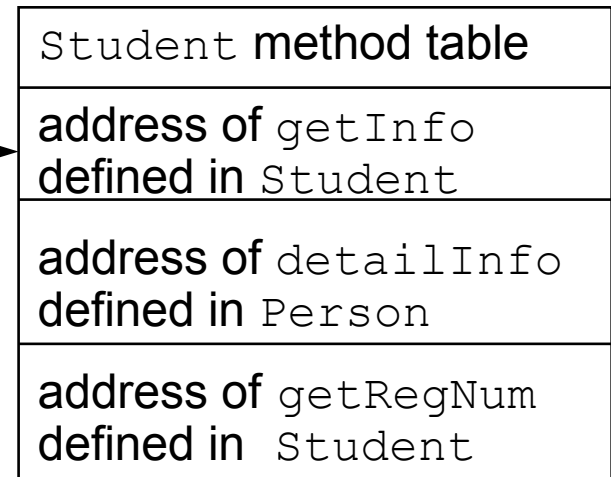 Student method table
address of getInfo
defined in Student
address of detailInfo
defined in Person
address of getRegNum
defined in Student